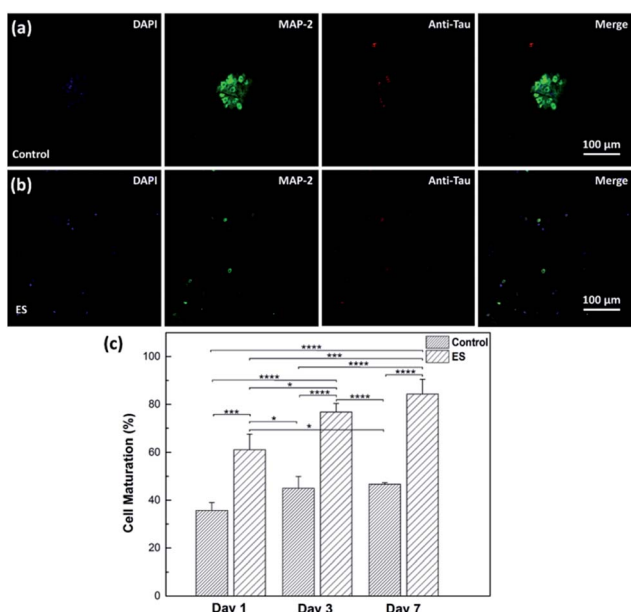 (a)
DAPI
MAP-2
Anti-Tau
Merge
Control
100 µm
(b)
DAPI
MAP-2
Anti-Tau
Merge
ES
100 µm
(c)
Control
ES
****
***
****
****
****
*
****
****
***
*
*
100
80
60
40
20
0
Cell Maturation (%)
Day 1
Day 3
Day 7